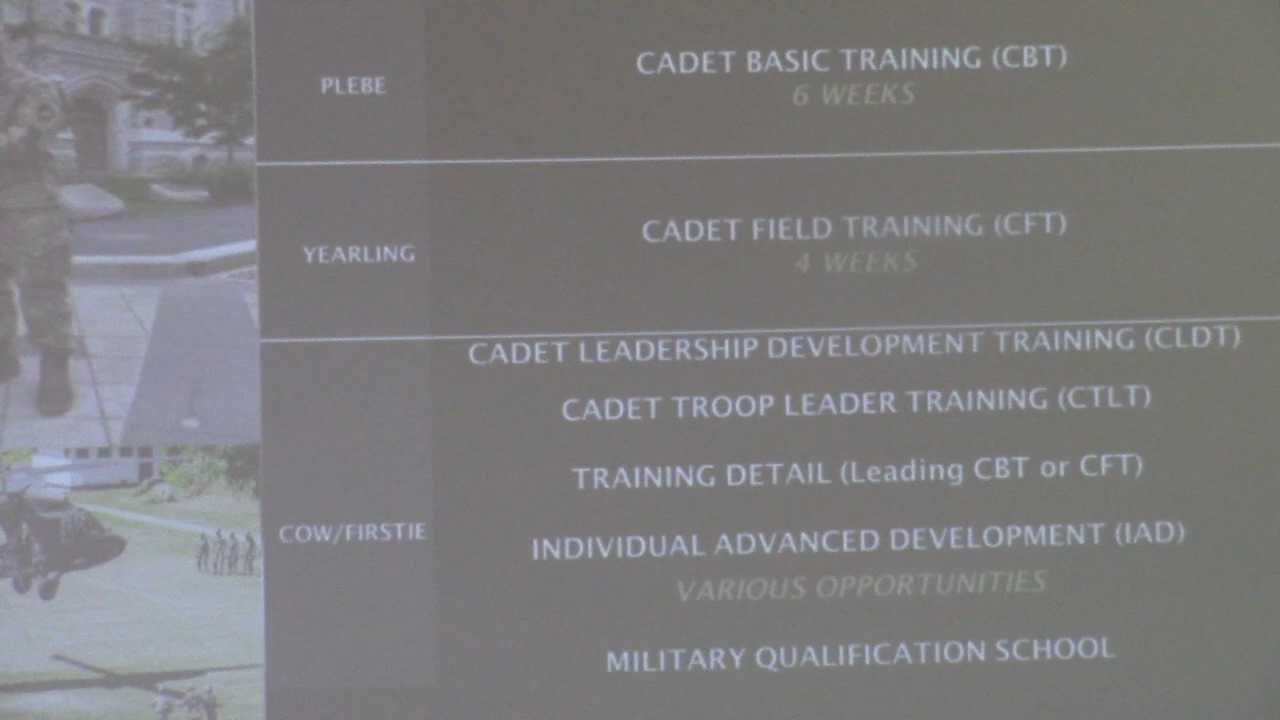 PLEBE
CADET BASIC TRAINING (CBT)
6 WEEKS
YEARLING
CADET FIELD TRAINING (CFT)
4 WEEKS
COW/FIRSTIE
CADET LEADERSHIP DEVELOPMENT TRAINING (CLDT)
CADET TROOP LEADER TRAINING (CTLT)
TRAINING DETAIL (Leading CBT or CFT)
INDIVIDUAL ADVANCED DEVELOPMENT (IAD)
VARIOUS OPPORTUNITIES
MILITARY QUALIFICATION SCHOOL